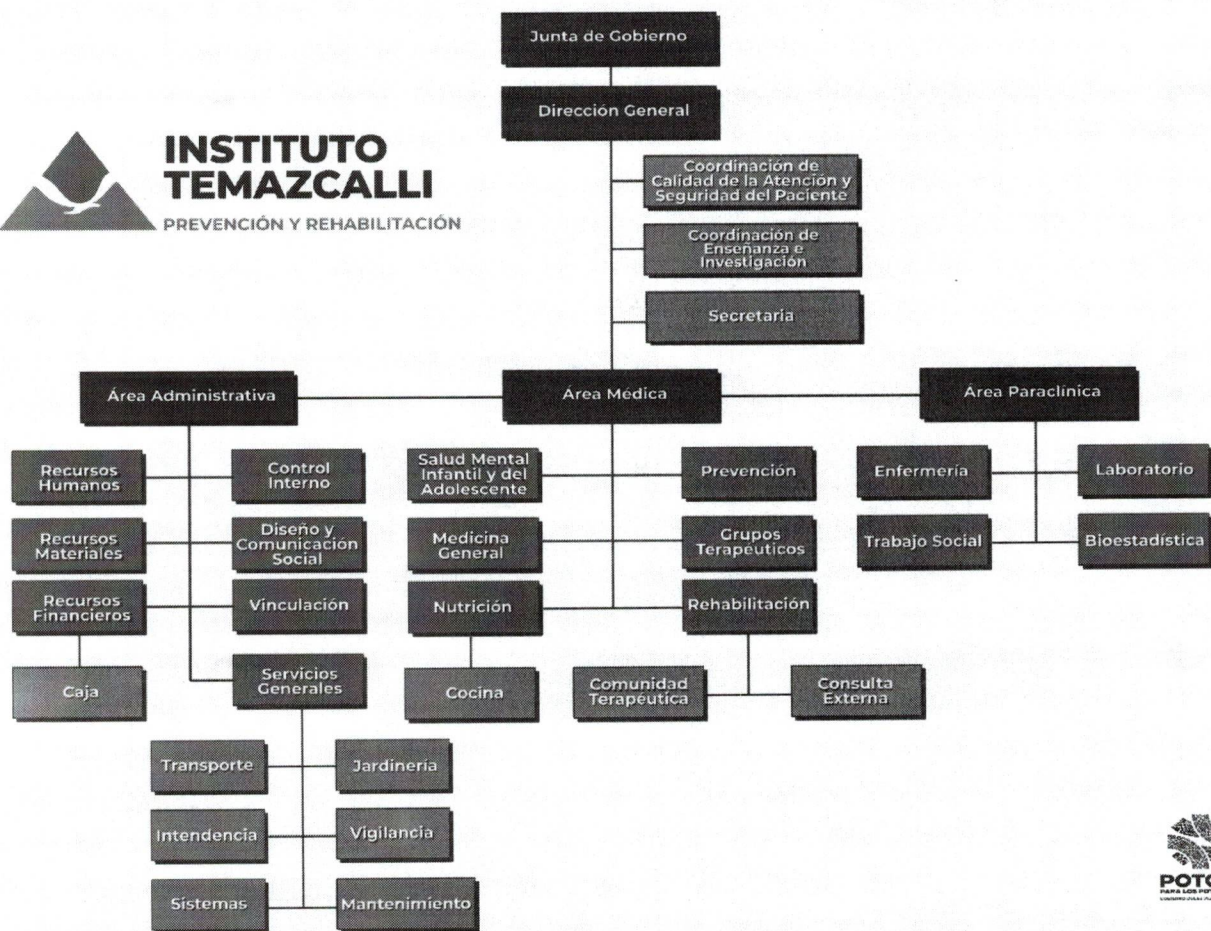 Junta de Gobierno
Dirección General
INSTITUTO
TEMAZCALLI
PREVENCIÓN Y REHABILITACIÓN
Coordinación de
Calidad de la Atención y
Seguridad del Paciente
Coordinación de
Enseñanza e
Investigación
Secretaria
Área Administrativa
Área Médica
Área Paraclínica
Recursos
Humanos
Control
Interno
Salud Mental
Infantil y del
Adolescente
Prevención
Enfermería
Laboratorio
Recursos
Materiales
Diseño y
Comunicación
Social
Medicina
General
Grupos
Terapéuticos
Trabajo Social
Bioestadística
Recursos
Financieros
Vinculación
Nutrición
Rehabilitación
Caja
Servicios
Generales
Cocina
Comunidad
Terapéutica
Consulta
Externa
Transporte
Jardinería
Intendencia
Vigilancia
Sistemas
Mantenimiento
PARA LOS